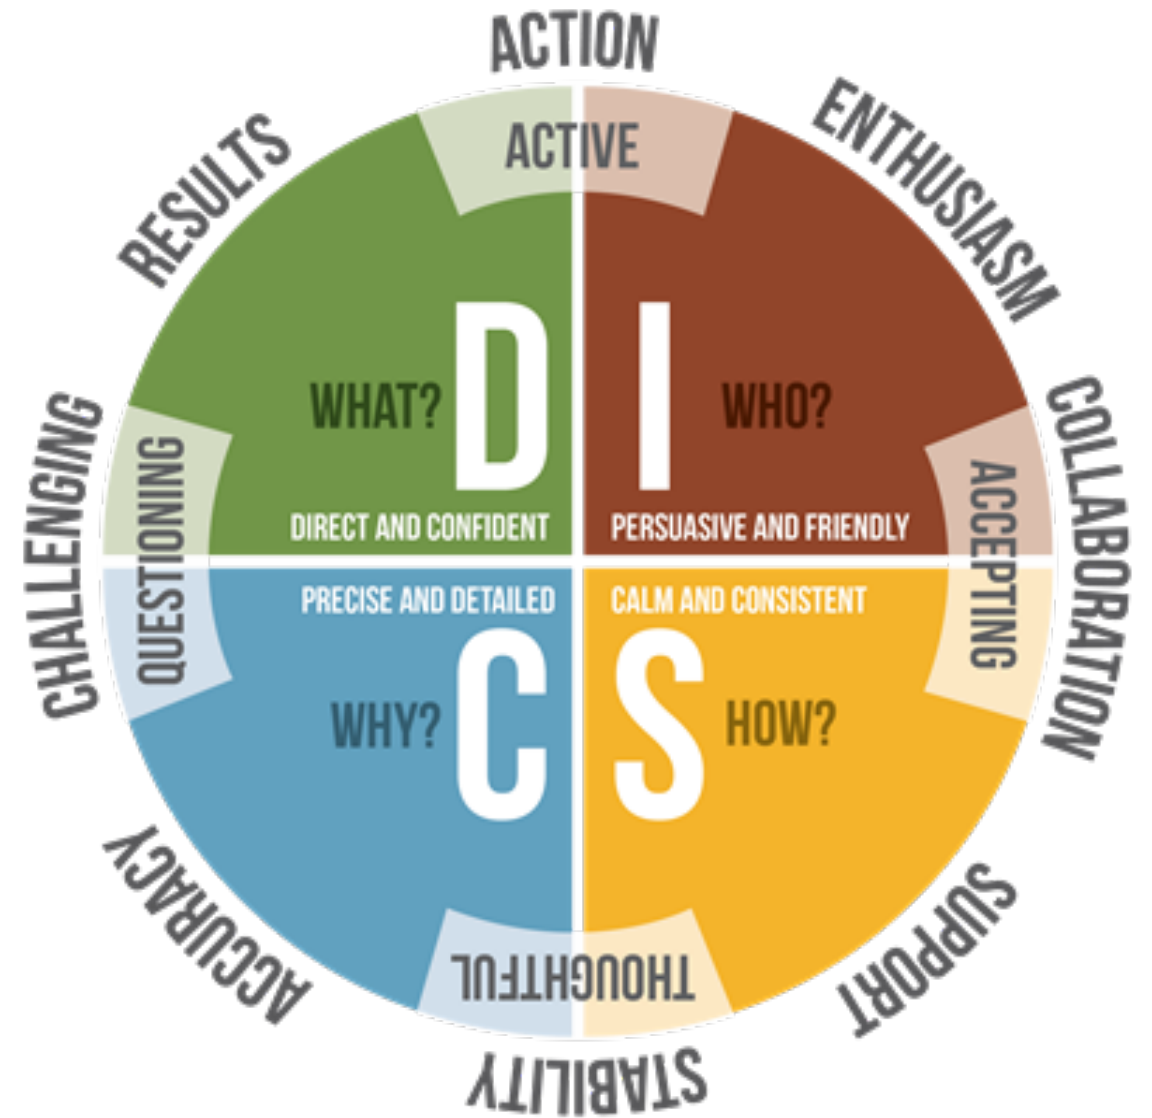 ACTION
ENTHUSIASM
COLLABORATION
SUPPORT
STABILITY
ACCURACY
CHALLENGING
RESULTS
ACTIVE
ACCEPTING
THOUGHTFUL
QUESTIONING
WHAT?
D
DIRECT AND CONFIDENT
I
WHO?
PERSUASIVE AND FRIENDLY
PRECISE AND DETAILED
WHY?
C
CALM AND CONSISTENT
S
HOW?